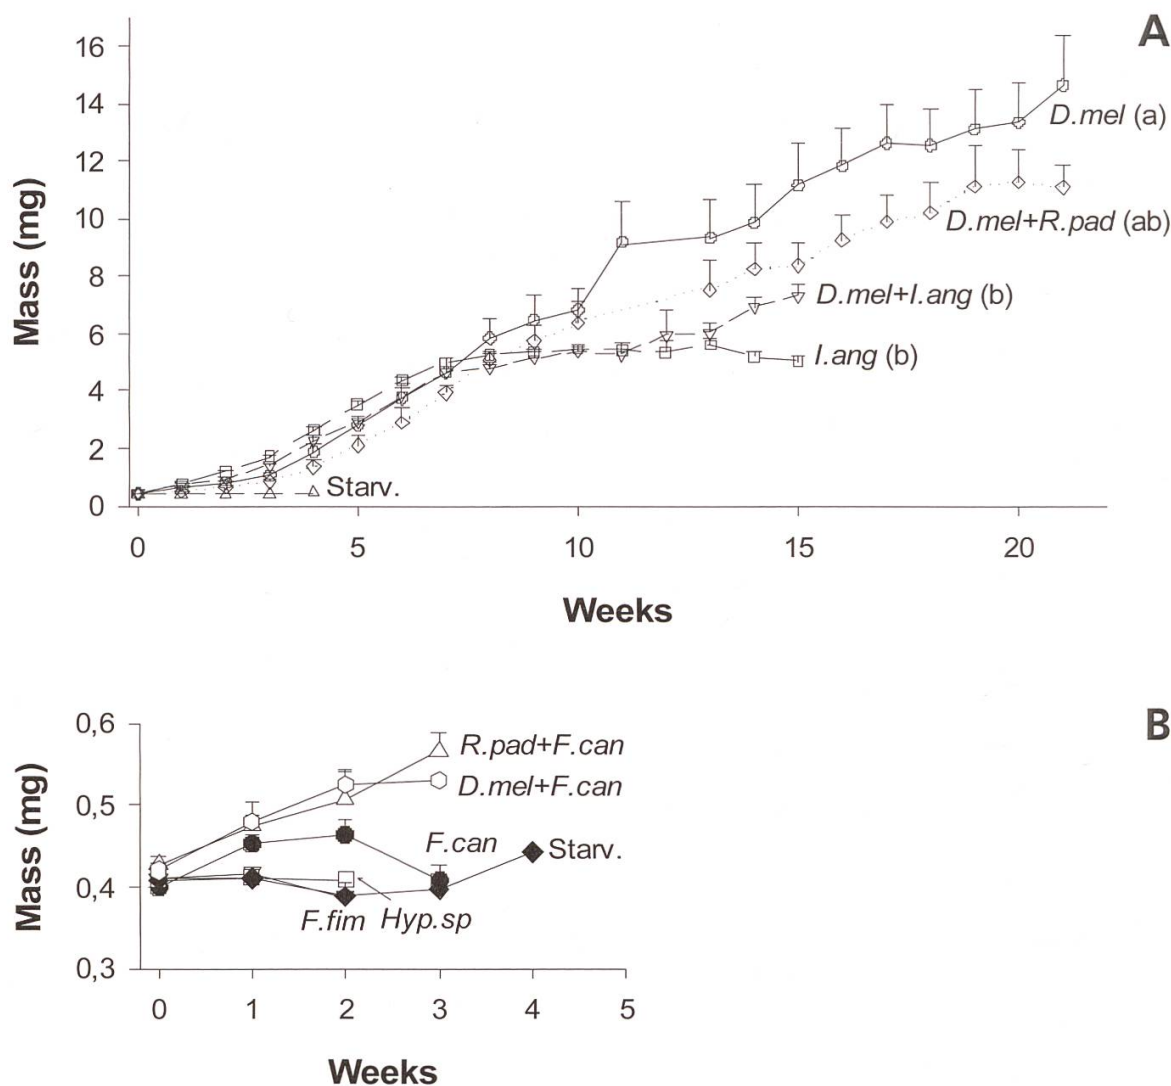 A
16
14
12
10
8
6
4
2
0
Mass (mg)
D.mel (a)
D.mel+R.pad (ab)
D.mel+I.ang (b)
I.ang (b)
Starv.
0 5 10 15 20
Weeks
B
0,6
0,5
0,4
0,3
Mass (mg)
R.pad+F.can
D.mel+F.can
F.can
Starv.
F.fim
Hyp.sp
0 1 2 3 4 5
Weeks